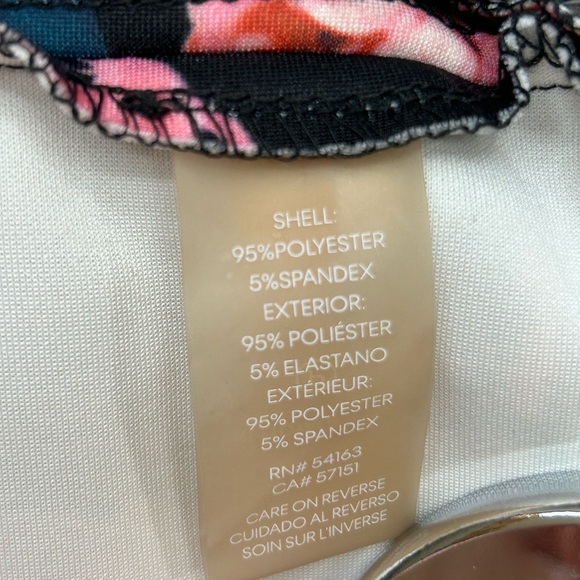 SHELL:
95%POLYESTER
5%SPANDEX
EXTERIOR:
95% POLIÉSTER
5% ELASTANO
EXTÉRIEUR:
95% POLYESTER
5% SPANDEX
RN# 54163
CA# 57151
CARE ON REVERSE
CUIDADO AL REVERSO
SOIN SUR L'INVERSE